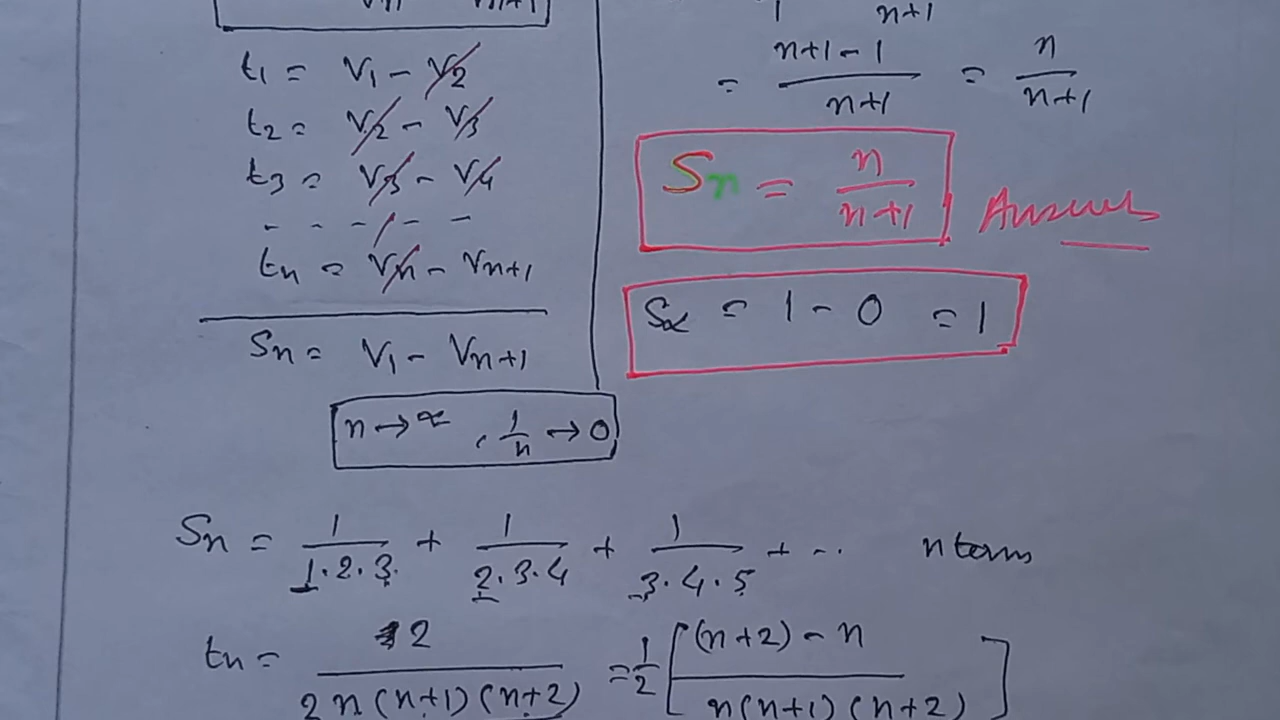 t1 = V1 - V2
t2 = V2 - V3
t3 = V3 - V4
- - - - -
tn = Vn - Vn+1
Sn = V1 - Vn+1
n → ∞ , 1/n → 0
1 n+1
= n+1-1/n+1 = n/n+1
Sn = n/n+1 Answer
S∞ = 1 - 0 = 1
Sn = 1/1·2·3 + 1/2·3·4 + 1/3·4·5 + ·· n term
tn = 2/2n(n+1)(n+2) = 1/2 [(n+2)-n/n(n+1)(n+2)]